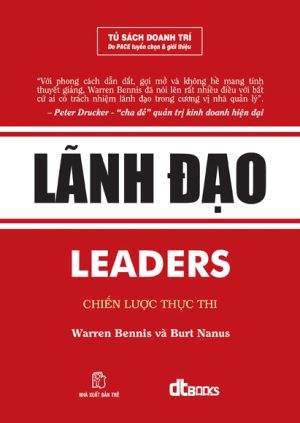 TỦ SÁCH DOANH TRÍ
Do PACE tuyển chọn & giới thiệu
“Với phong cách dẫn dắt, gợi mở và không hề mang tính
thuyết giảng, Warren Bennis đã nói lên rất nhiều điều với bất
cứ ai có trách nhiệm lãnh đạo trong cương vị nhà quản lý”.
– Peter Drucker - “cha đẻ” quản trị kinh doanh hiện đại
LÃNH ĐẠO
LEADERS
CHIẾN LƯỢC THỰC THI
Warren Bennis và Burt Nanus
NHÀ XUẤT BẢN TRẺ
dtBOOKS